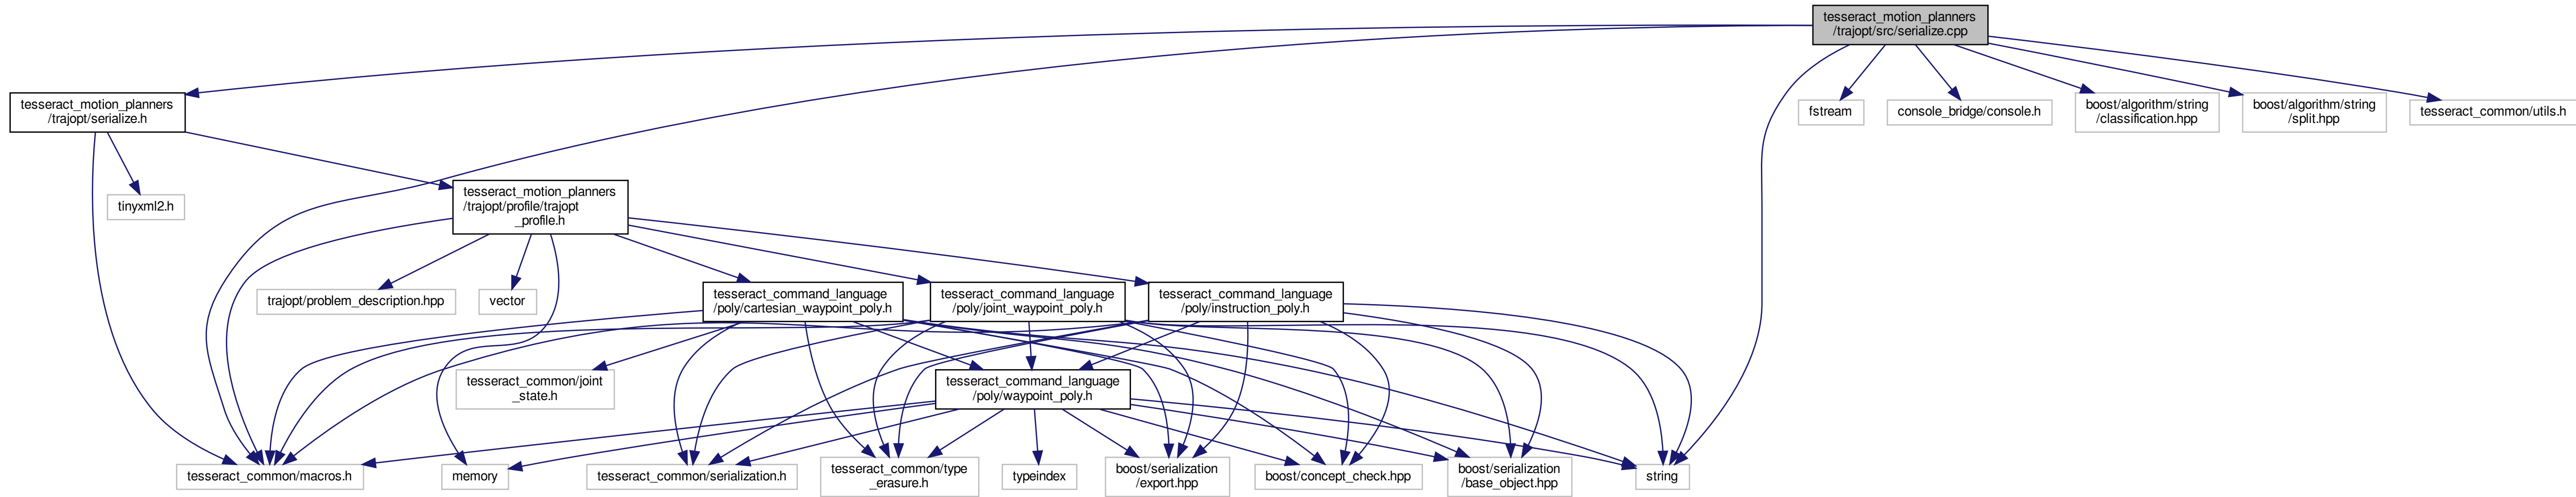 tesseract_motion_planners
/trajopt/src/serialize.cpp
tesseract_motion_planners
/trajopt/serialize.h
fstream
console_bridge/console.h
boost/algorithm/string
/classification.hpp
boost/algorithm/string
/split.hpp
tesseract_common/utils.h
tinyxml2.h
tesseract_motion_planners
/trajopt/profile/trajopt
_profile.h
trajopt/problem_description.hpp
vector
tesseract_command_language
/poly/cartesian_waypoint_poly.h
tesseract_command_language
/poly/joint_waypoint_poly.h
tesseract_command_language
/poly/instruction_poly.h
tesseract_common/joint
_state.h
tesseract_command_language
/poly/waypoint_poly.h
tesseract_common/macros.h
memory
tesseract_common/serialization.h
tesseract_common/type
_erasure.h
typeindex
boost/serialization
/export.hpp
boost/concept_check.hpp
boost/serialization
/base_object.hpp
string